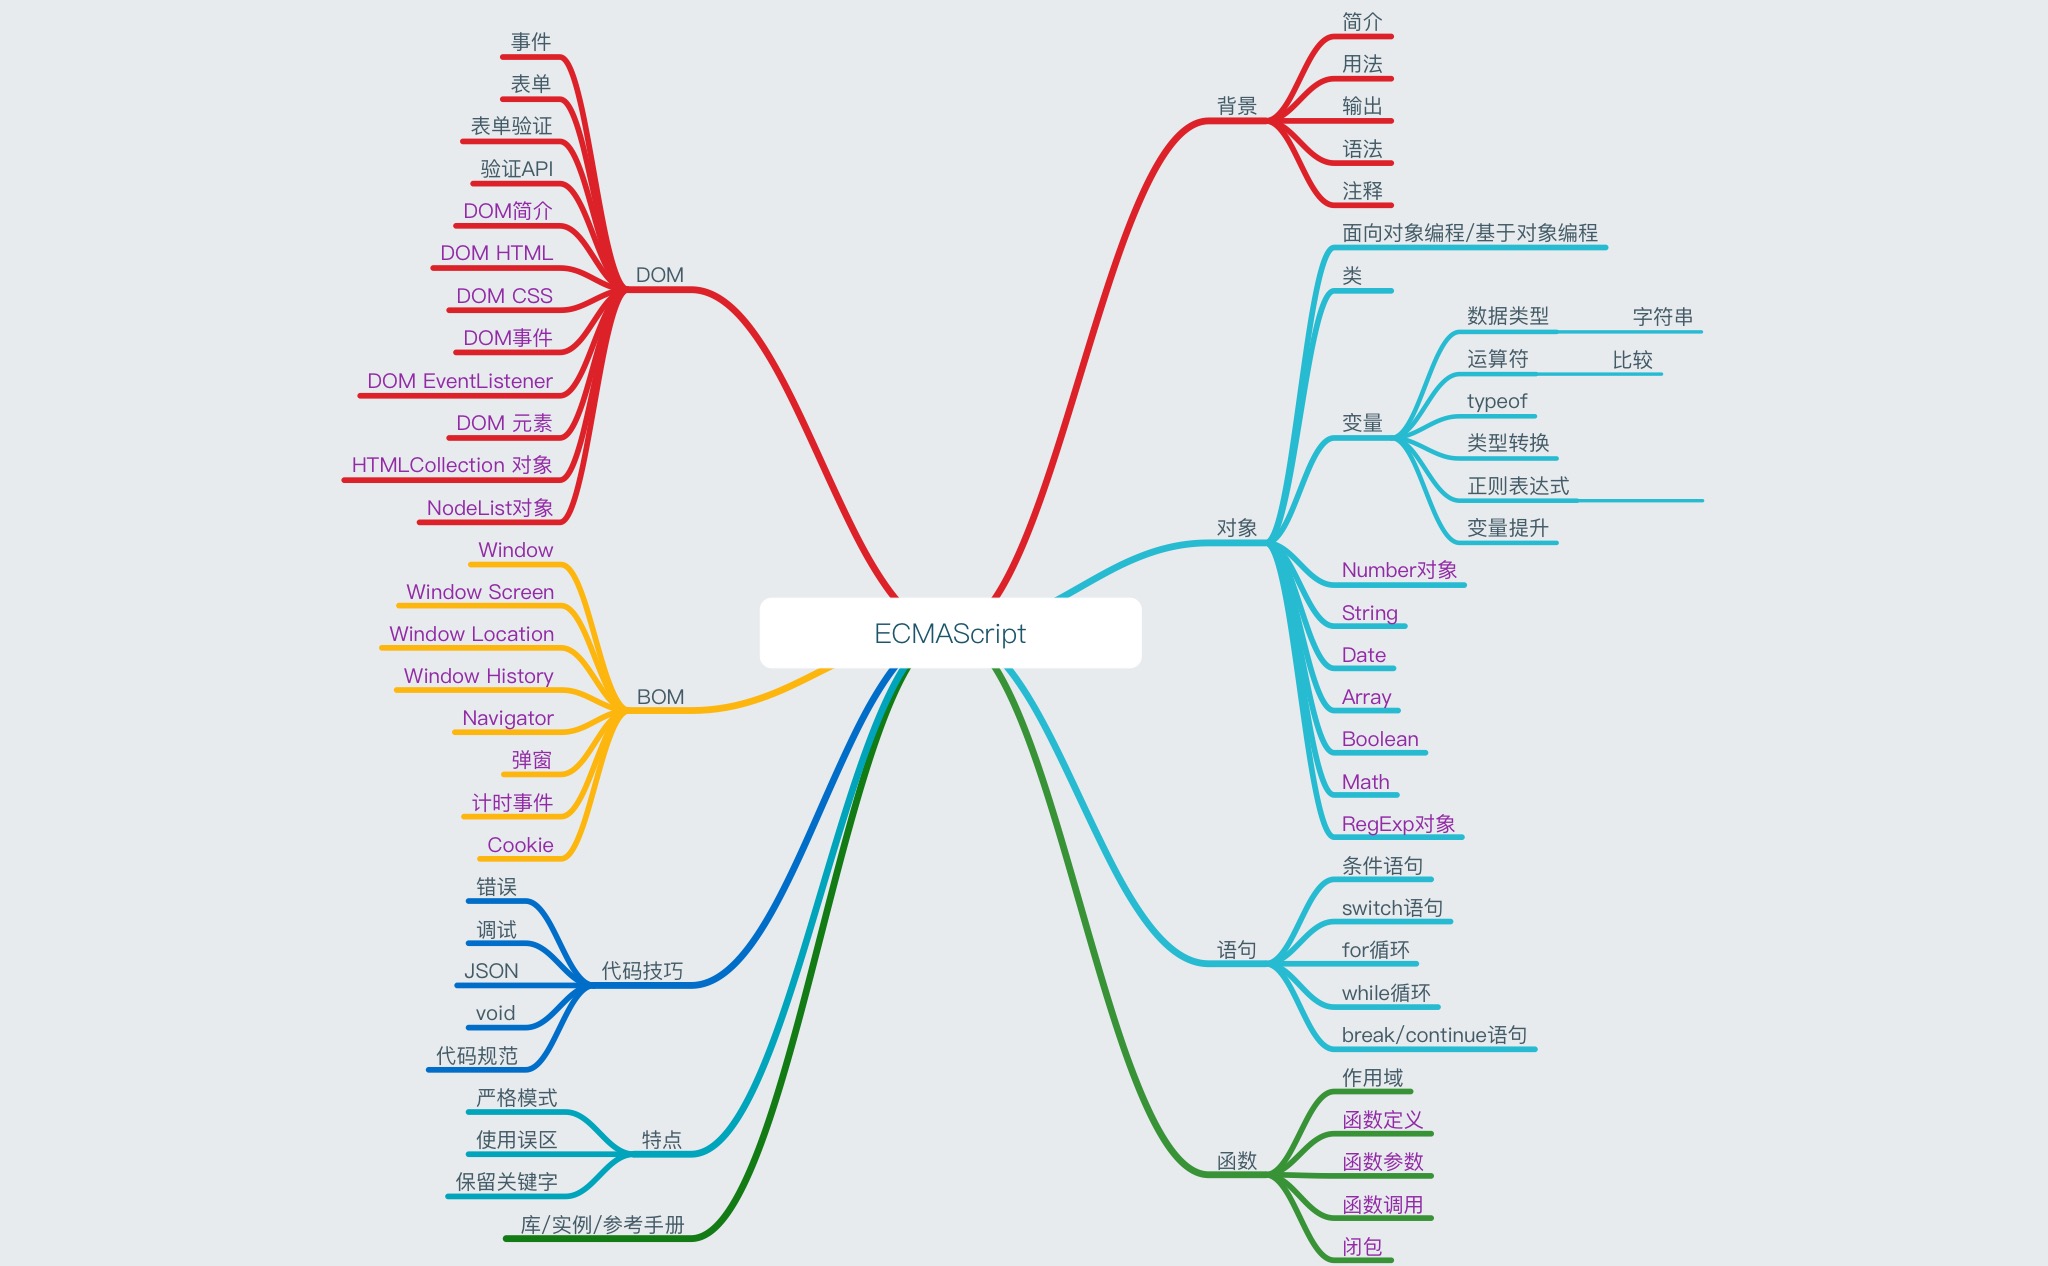 ECMAScript
背景
简介
用法
输出
语法
注释
对象
面向对象编程/基于对象编程
类
变量
数据类型
字符串
运算符
比较
typeof
类型转换
正则表达式
变量提升
Number对象
String
Date
Array
Boolean
Math
RegExp对象
语句
条件语句
switch语句
for循环
while循环
break/continue语句
函数
作用域
函数定义
函数参数
函数调用
闭包
DOM
事件
表单
表单验证
验证API
DOM简介
DOM HTML
DOM CSS
DOM事件
DOM EventListener
DOM 元素
HTMLCollection 对象
NodeList对象
BOM
Window
Window Screen
Window Location
Window History
Navigator
弹窗
计时事件
Cookie
代码技巧
错误
调试
JSON
void
代码规范
特点
严格模式
使用误区
保留关键字
库/实例/参考手册